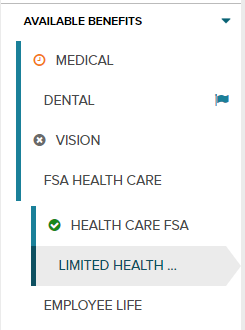 AVAILABLE BENEFITS
MEDICAL
DENTAL
VISION
FSA HEALTH CARE
HEALTH CARE FSA
LIMITED HEALTH ...
EMPLOYEE LIFE